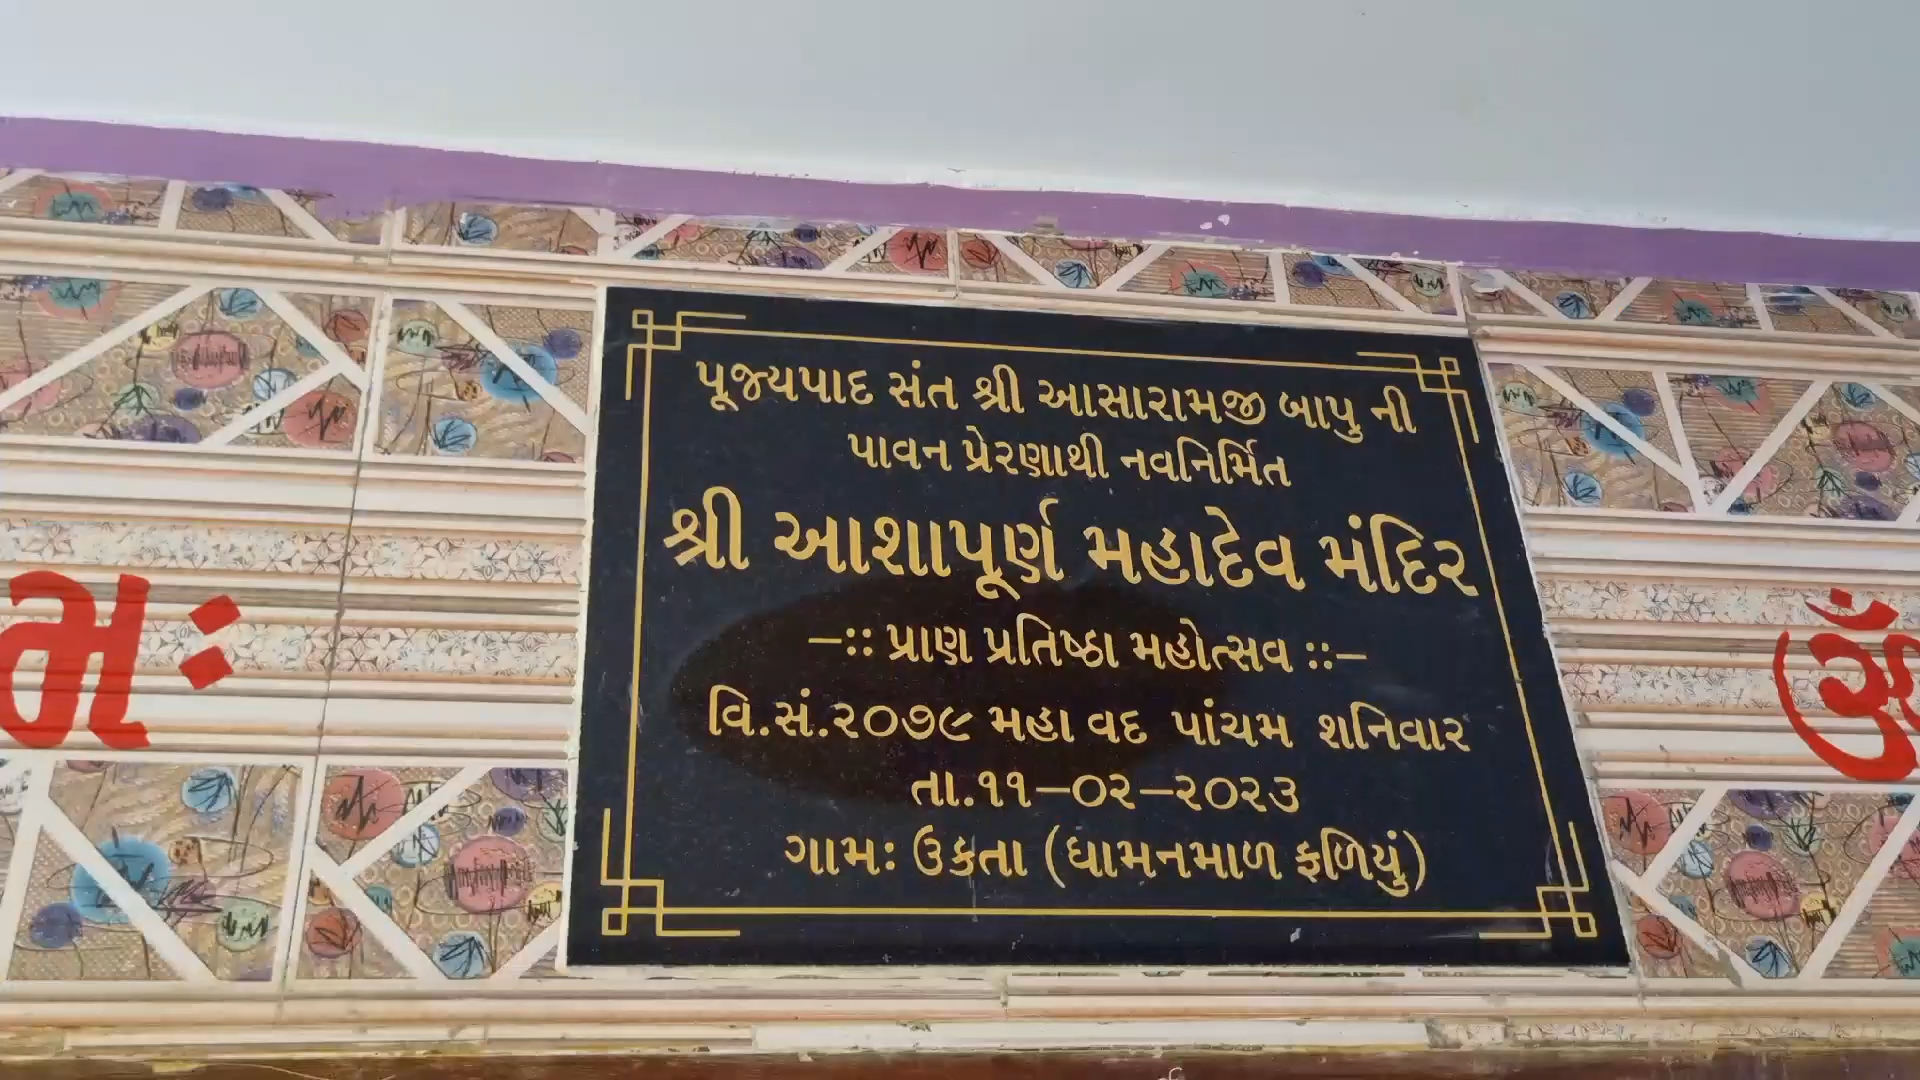 પૂજ્યપાદ સંત શ્રી આસારામજી બાપુ ની
પાવન પ્રેરણાથી નવનિર્મિત
શ્રી આશાપૂર્ણ મહાદેવ મંદિર
–:: પ્રાણ પ્રતિષ્ઠા મહોત્સવ ::–
વિ.સં.૨૦૭૯ મહા વદ પાંચમ શનિવાર
તા.૧૧–૦૨–૨૦૨૩
ગામઃ ઉકતા (ધામનમાળ ફળિયું)
મઃ
ૐ